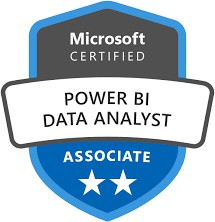 Microsoft
CERTIFIED
POWER BI
DATA ANALYST
ASSOCIATE